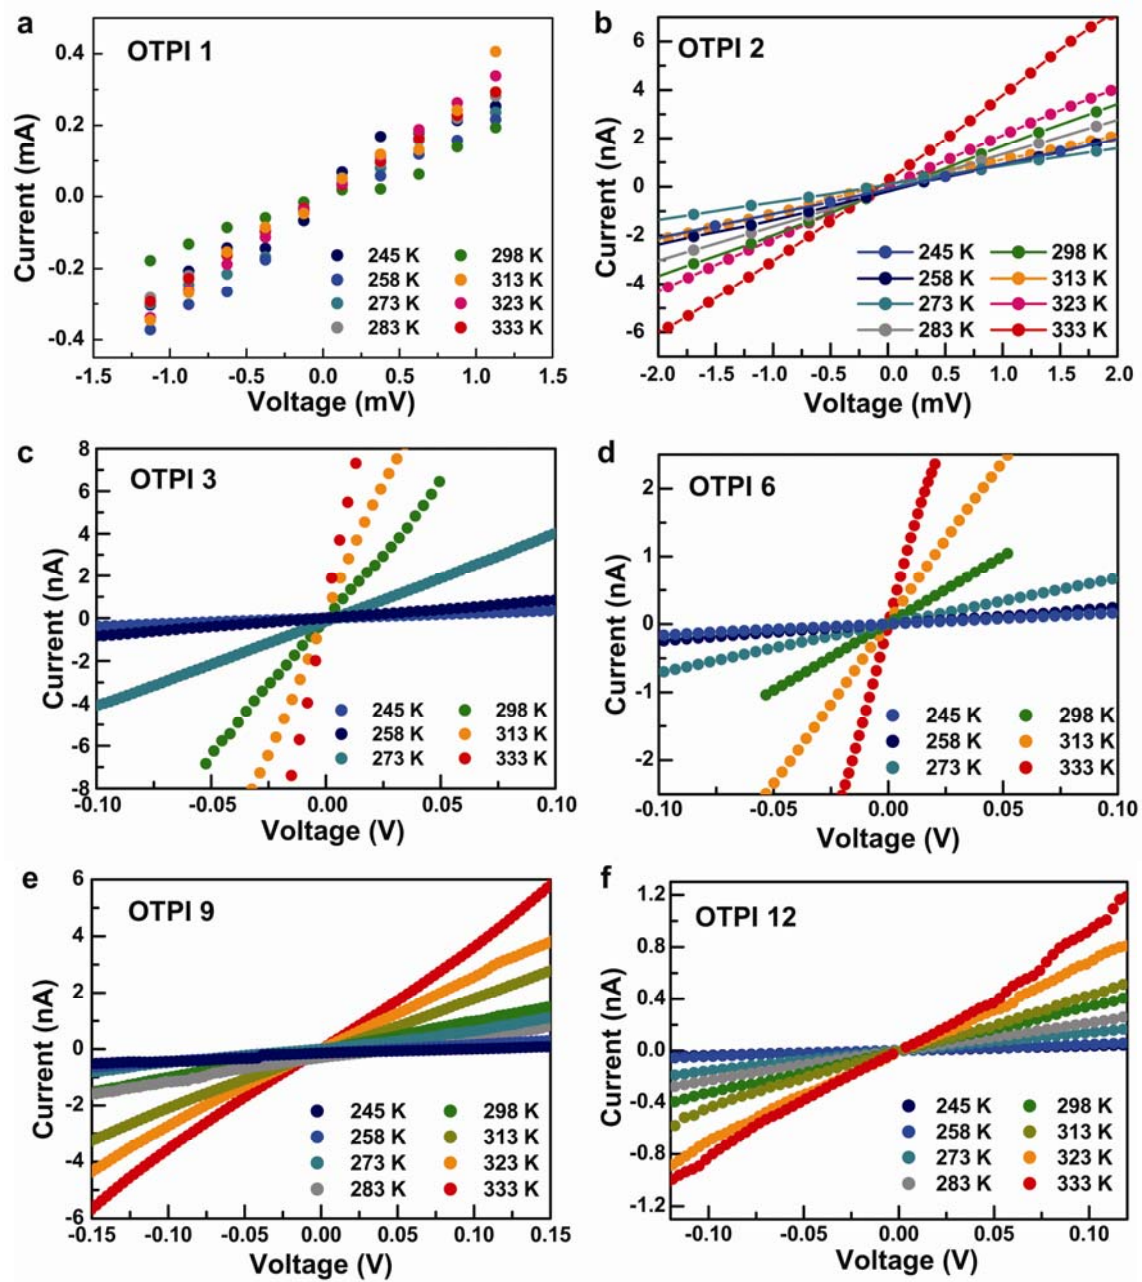 a
OTPI 1
Current (mA)
0.4
0.2
0.0
-0.2
-0.4
245 K 298 K
258 K 313 K
273 K 323 K
283 K 333 K
-1.5 -1.0 -0.5 0.0 0.5 1.0 1.5
Voltage (mV)
b
OTPI 2
Current (nA)
6
4
2
0
-2
-4
-6
245 K 298 K
258 K 313 K
273 K 323 K
283 K 333 K
-2.0 -1.5 -1.0 -0.5 0.0 0.5 1.0 1.5 2.0
Voltage (mV)
c
OTPI 3
Current (nA)
8
6
4
2
0
-2
-4
-6
-8
245 K 298 K
258 K 313 K
273 K 333 K
-0.10 -0.05 0.00 0.05 0.10
Voltage (V)
d
OTPI 6
Current (nA)
2
1
0
-1
-2
245 K 298 K
258 K 313 K
273 K 333 K
-0.10 -0.05 0.00 0.05 0.10
Voltage (V)
e
OTPI 9
Current (nA)
6
4
2
0
-2
-4
-6
245 K 298 K
258 K 313 K
273 K 323 K
283 K 333 K
-0.15 -0.10 -0.05 0.00 0.05 0.10 0.15
Voltage (V)
f
OTPI 12
Current (nA)
1.2
0.8
0.4
0.0
-0.4
-0.8
-1.2
245 K 298 K
258 K 313 K
273 K 323 K
283 K 333 K
-0.10 -0.05 0.00 0.05 0.10
Voltage (V)